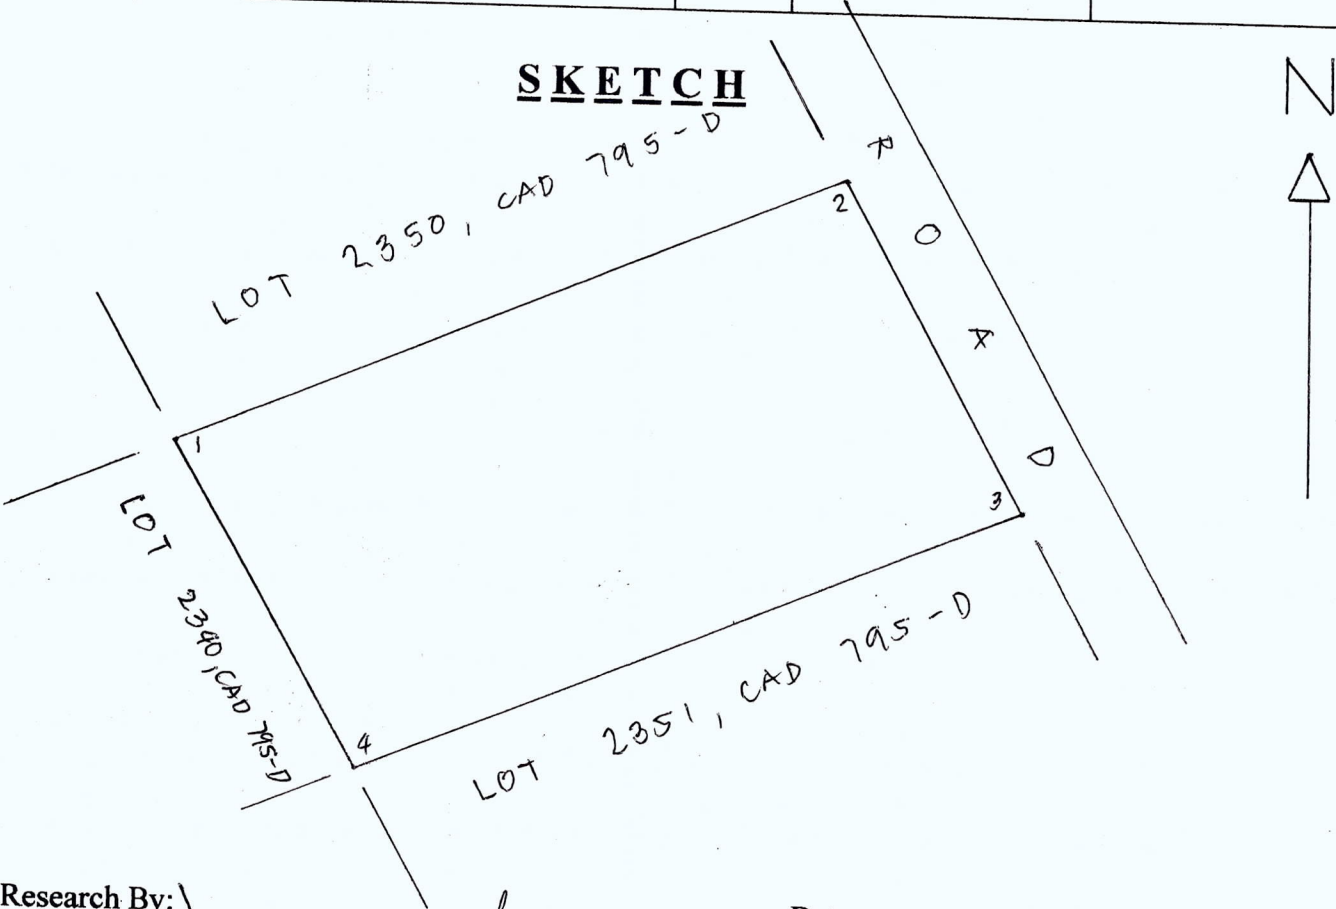 SKETCH
N
LOT 2350, CAD 795-D
ROAD
2
1
3
LOT 2340, CAD 795-D
4
LOT 2351, CAD 795-D
Research By: